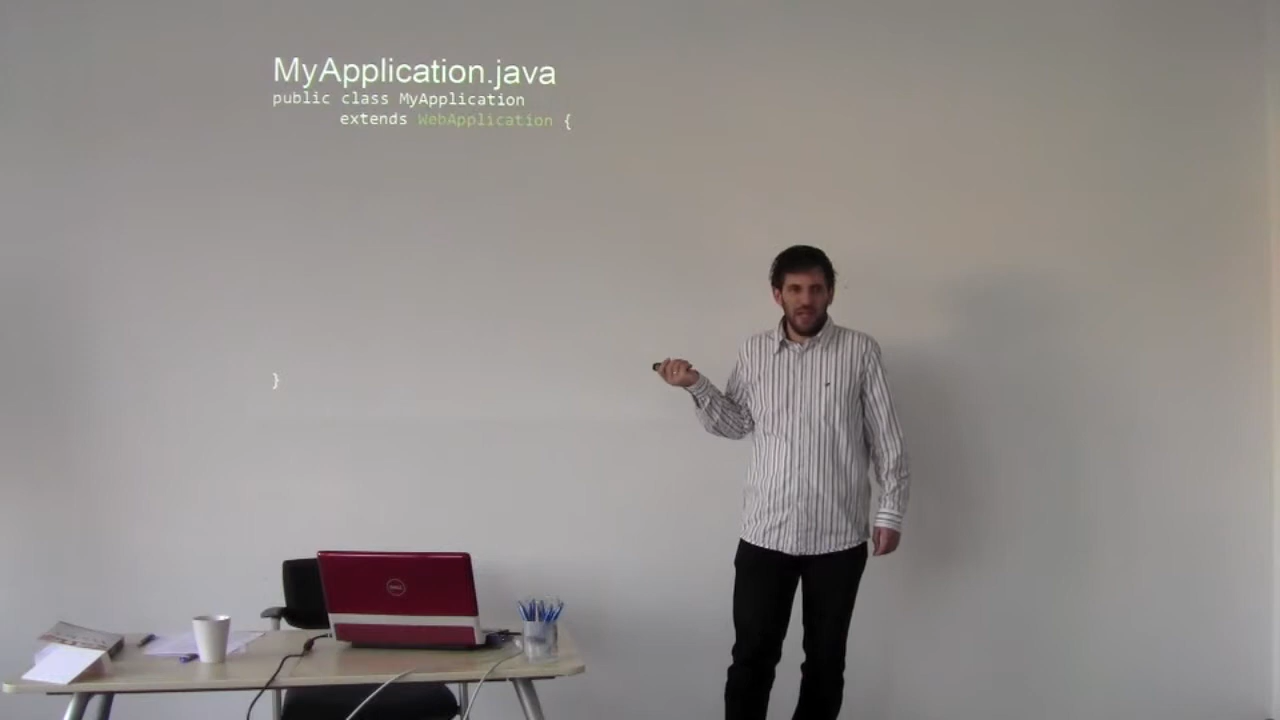 MyApplication.java
public class MyApplication
extends WebApplication {
}
DELL